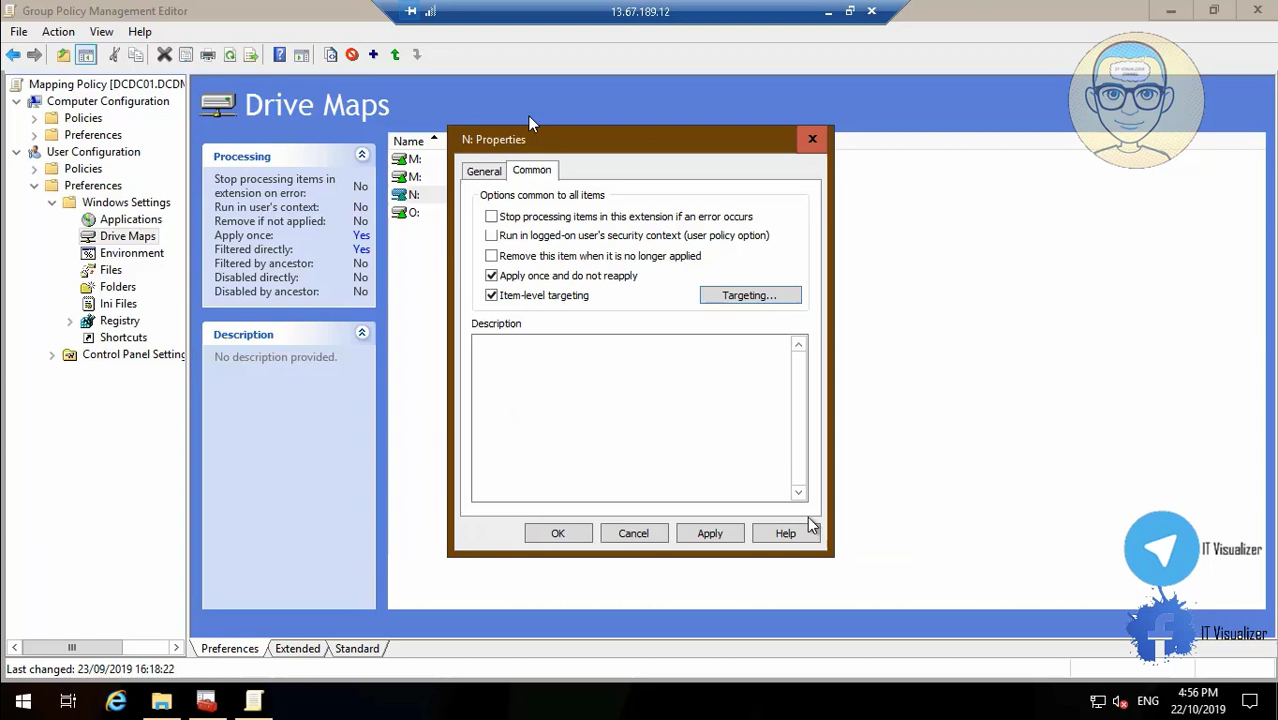 Group Policy Management Editor
13.67.189.12
File Action View Help
Mapping Policy [DCDC01.DCDM
Computer Configuration
Policies
Preferences
User Configuration
Policies
Preferences
Windows Settings
Applications
Drive Maps
Environment
Files
Folders
Ini Files
Registry
Shortcuts
Control Panel Setting
Drive Maps
Processing
Stop processing items in extension on error: No
Run in user's context: No
Remove if not applied: No
Apply once: Yes
Filtered directly: Yes
Filtered by ancestor: No
Disabled directly: No
Disabled by ancestor: No
Description
No description provided.
Name
M:
M:
N:
O:
N: Properties
General Common
Options common to all items
Stop processing items in this extension if an error occurs
Run in logged-on user's security context (user policy option)
Remove this item when it is no longer applied
Apply once and do not reapply
Item-level targeting Targeting...
Description
OK Cancel Apply Help
IT VISUALIZER
IT Visualizer
IT Visualizer
Preferences Extended Standard
Last changed: 23/09/2019 16:18:22
ENG
4:56 PM
22/10/2019